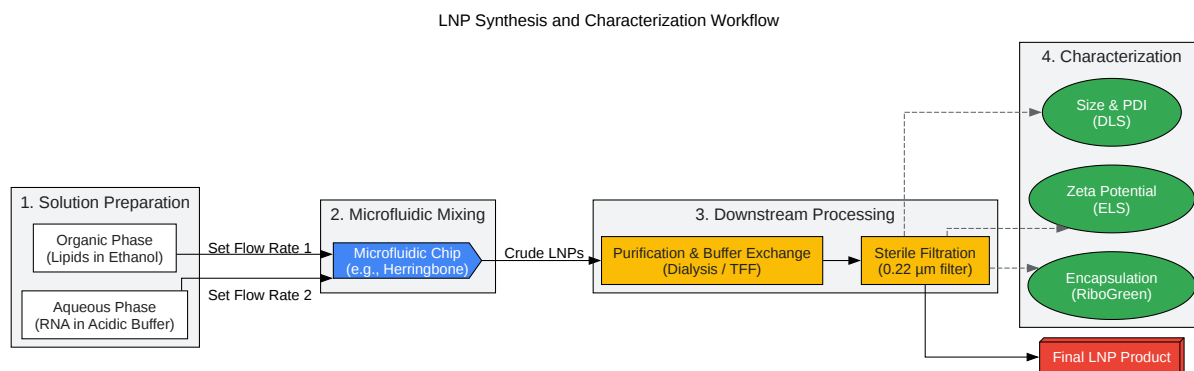 LNP Synthesis and Characterization Workflow
1. Solution Preparation
Organic Phase
(Lipids in Ethanol)
Aqueous Phase
(RNA in Acidic Buffer)
Set Flow Rate 1
Set Flow Rate 2
2. Microfluidic Mixing
Microfluidic Chip
(e.g., Herringbone)
Crude LNPs
3. Downstream Processing
Purification & Buffer Exchange
(Dialysis / TFF)
Sterile Filtration
(0.22 µm filter)
4. Characterization
Size & PDI
(DLS)
Zeta Potential
(ELS)
Encapsulation
(RiboGreen)
Final LNP Product